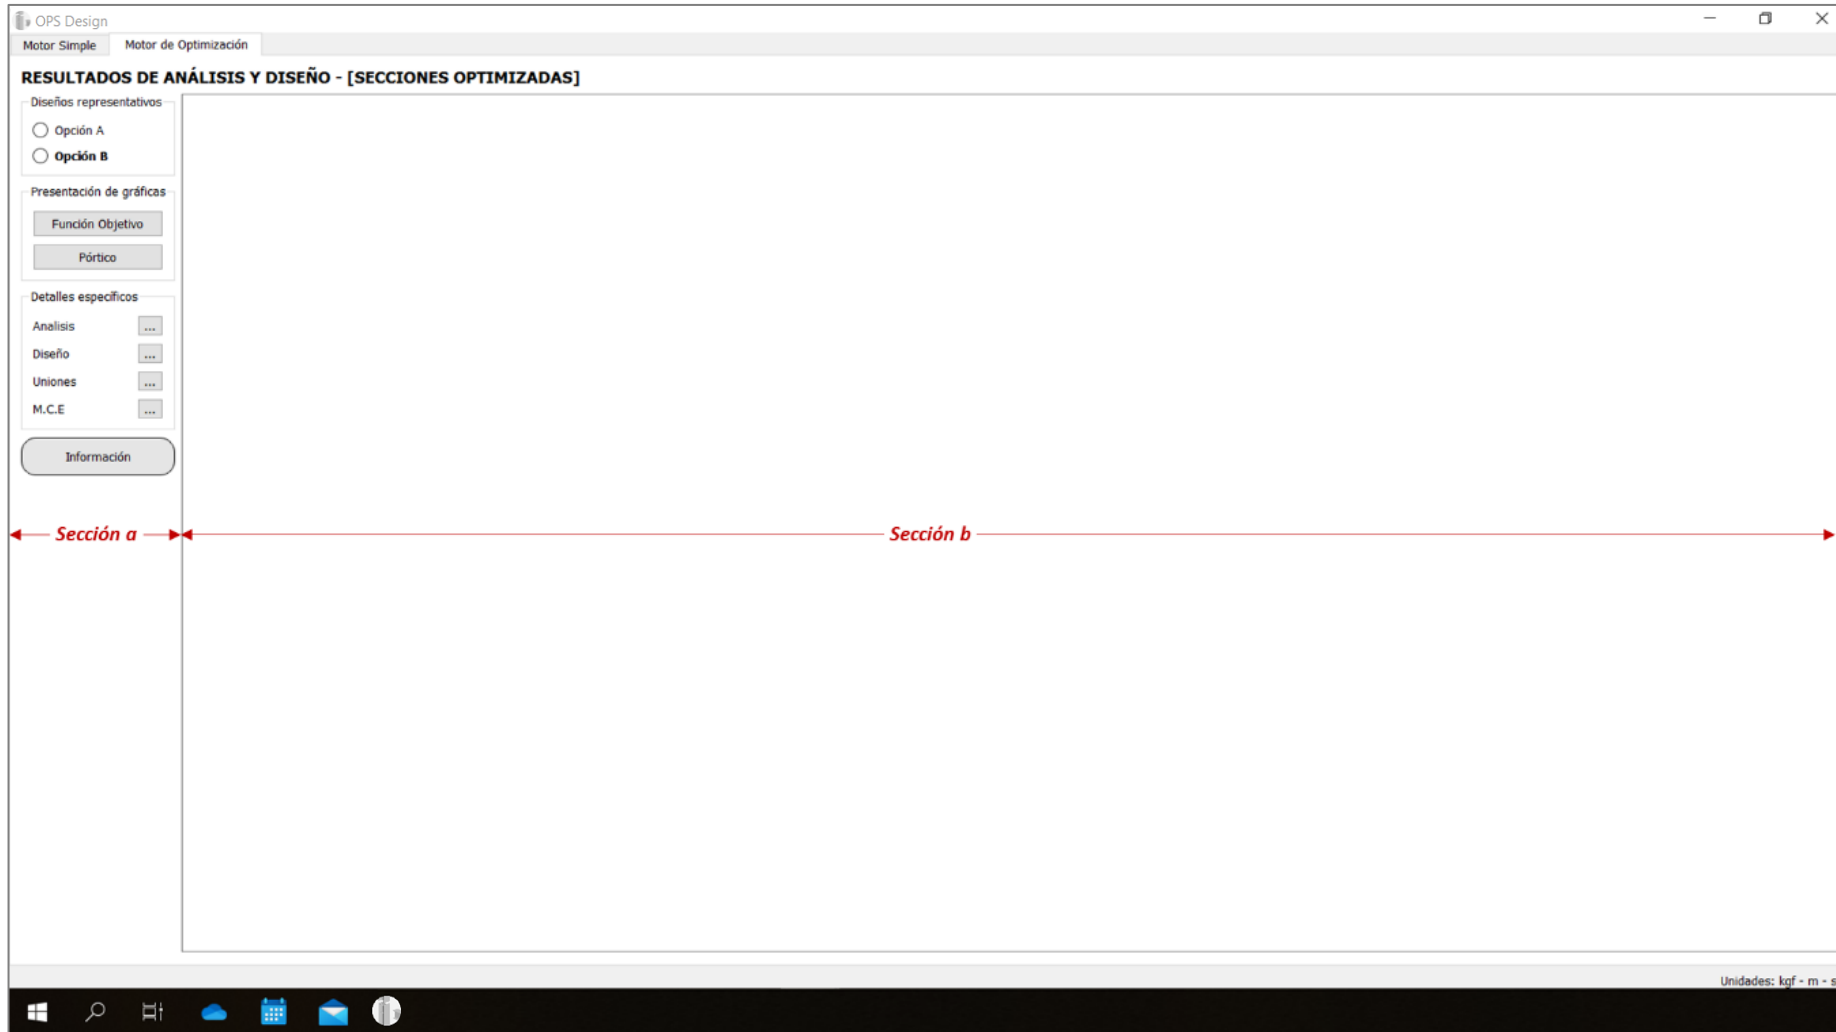 OPS Design
Motor Simple Motor de Optimización
RESULTADOS DE ANÁLISIS Y DISEÑO - [SECCIONES OPTIMIZADAS]
Diseños representativos
Opción A
Opción B
Presentación de gráficas
Función Objetivo
Pórtico
Detalles específicos
Analisis ...
Diseño ...
Uniones ...
M.C.E ...
Información
Sección a Sección b
Unidades: kgf - m - s